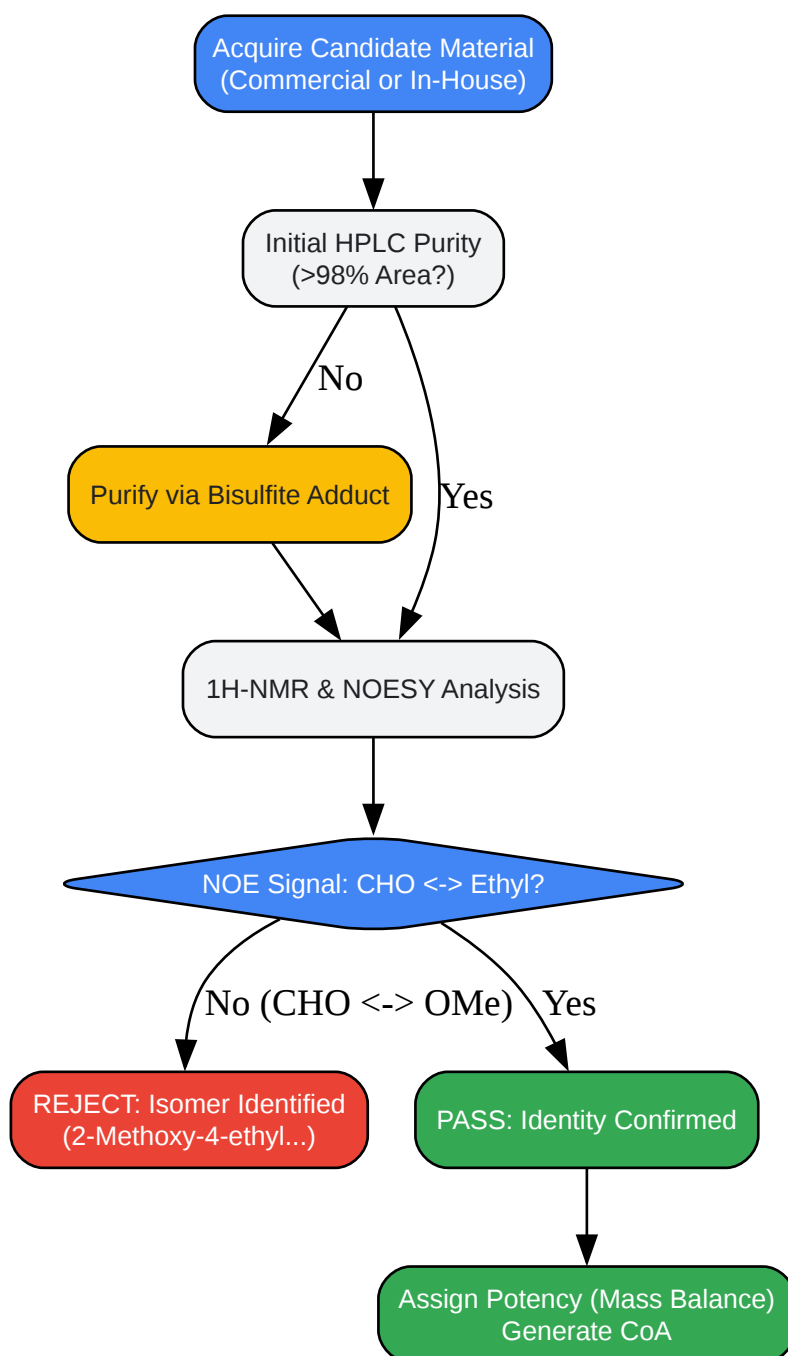 Acquire Candidate Material
(Commercial or In-House)
Initial HPLC Purity
(>98% Area?)
No
Purify via Bisulfite Adduct
Yes
1H-NMR & NOESY Analysis
NOE Signal: CHO <-> Ethyl?
No (CHO <-> OMe)
Yes
REJECT: Isomer Identified
(2-Methoxy-4-ethyl...)
PASS: Identity Confirmed
Assign Potency (Mass Balance)
Generate CoA